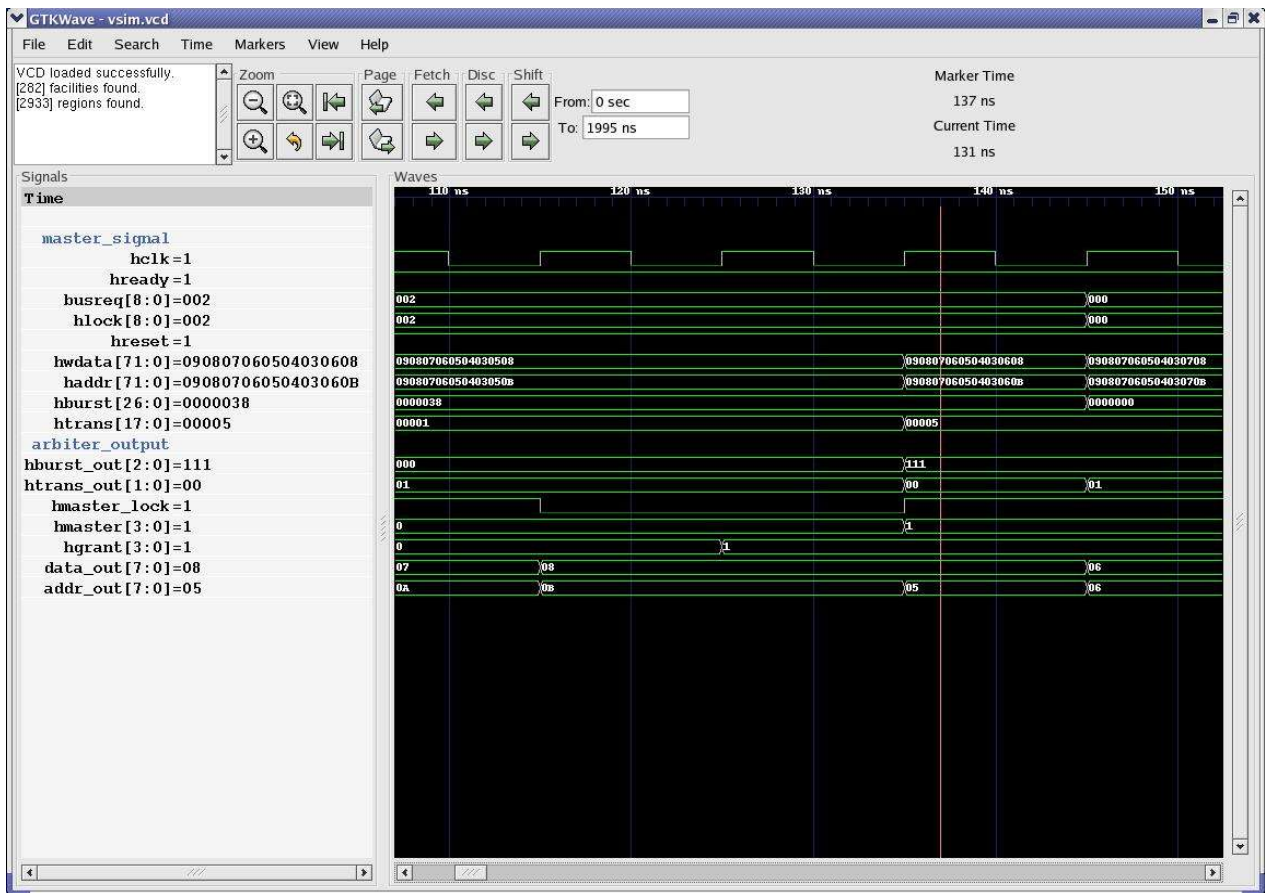 GTKWave - vsim.vcd
File Edit Search Time Markers View Help
VCD loaded successfully.
[282] facilities found.
[2933] regions found.
Zoom
Page
Fetch
Disc
Shift
From: 0 sec
To: 1995 ns
Marker Time
137 ns
Current Time
131 ns
Signals
Time
master_signal
hclk=1
hready=1
busreq[8:0]=002
hlock[8:0]=002
hreset=1
hwdata[71:0]=090807060504030608
haddr[71:0]=09080706050403060B
hburst[26:0]=0000038
htrans[17:0]=00005
arbiter_output
hburst_out[2:0]=111
htrans_out[1:0]=00
hmaster_lock=1
hmaster[3:0]=1
hgrant[3:0]=1
data_out[7:0]=08
addr_out[7:0]=05
Waves
110 ns 120 ns 130 ns 140 ns 150 ns
002 000
002 000
090807060504030508 090807060504030608 090807060504030708
09080706050403050B 09080706050403060B 09080706050403070B
0000038 0000000
00001 00005
000 111
01 00 01
0 1
0 1
07 08 06
0A 0B 05 06